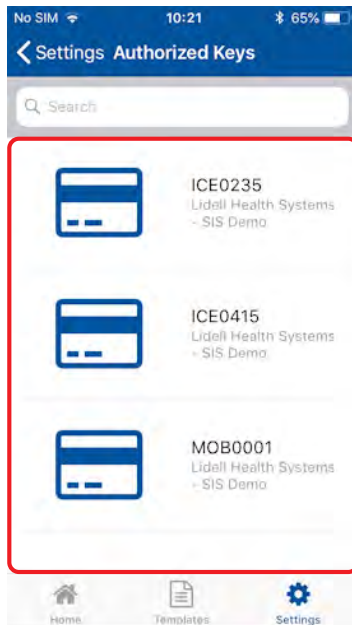 No SIM 10:21 65%
Settings Authorized Keys
Search
ICE0235
Lidell Health Systems
- SIS Demo
ICE0415
Lidell Health Systems
- SIS Demo
MOB0001
Lidell Health Systems
- SIS Demo
Home Templates Settings